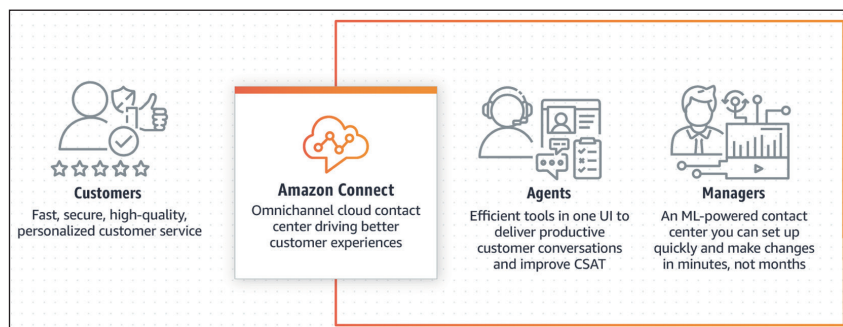 Customers
Fast, secure, high-quality,
personalized customer service
Amazon Connect
Omnichannel cloud contact
center driving better
customer experiences
Agents
Efficient tools in one UI to
deliver productive
customer conversations
and improve CSAT
Managers
An ML-powered contact
center you can set up
quickly and make changes
in minutes, not months